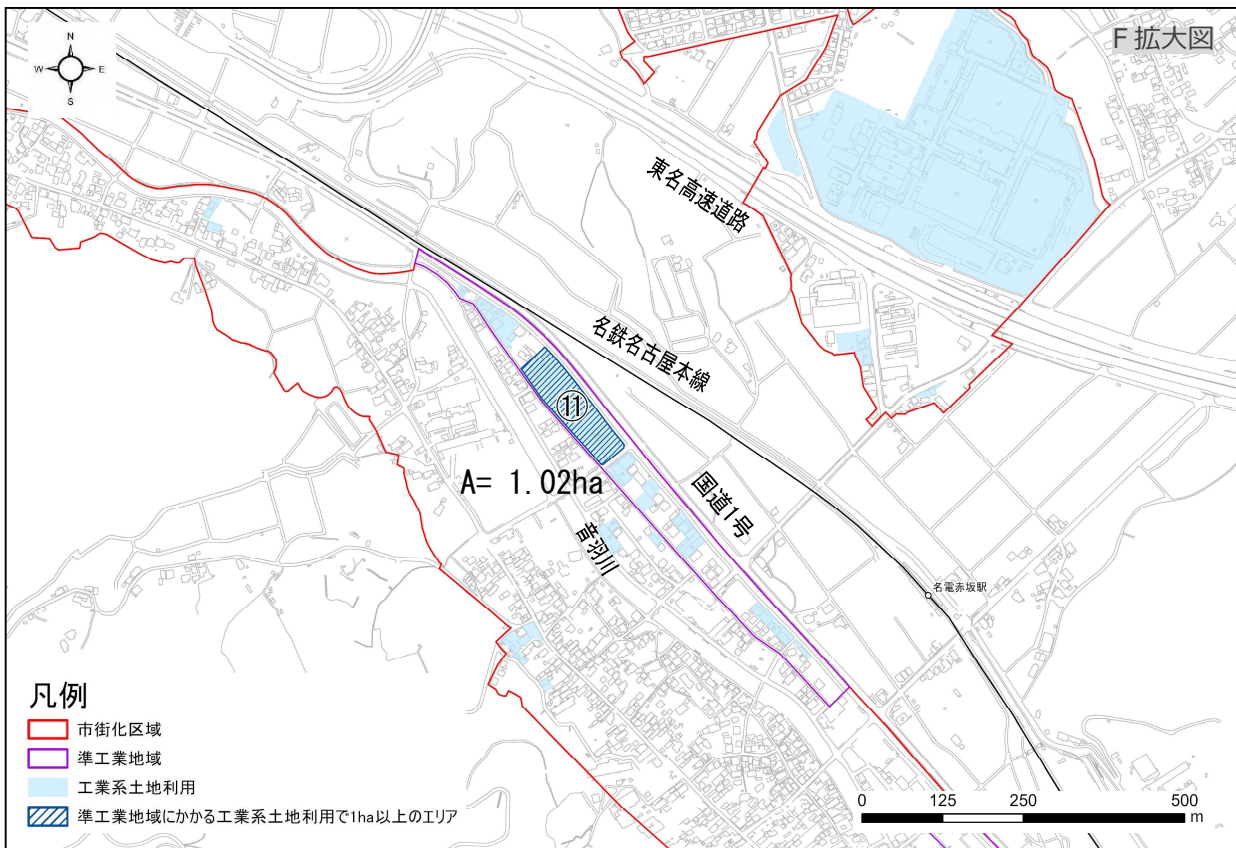 F 拡大図
N
W
E
S
東名高速道路
名鉄名古屋本線
⑪
A= 1.02ha
国道1号
音羽川
名電赤坂駅
凡例
市街化区域
準工業地域
工業系土地利用
準工業地域にかかる工業系土地利用で1ha以上のエリア
0 125 250 500
m